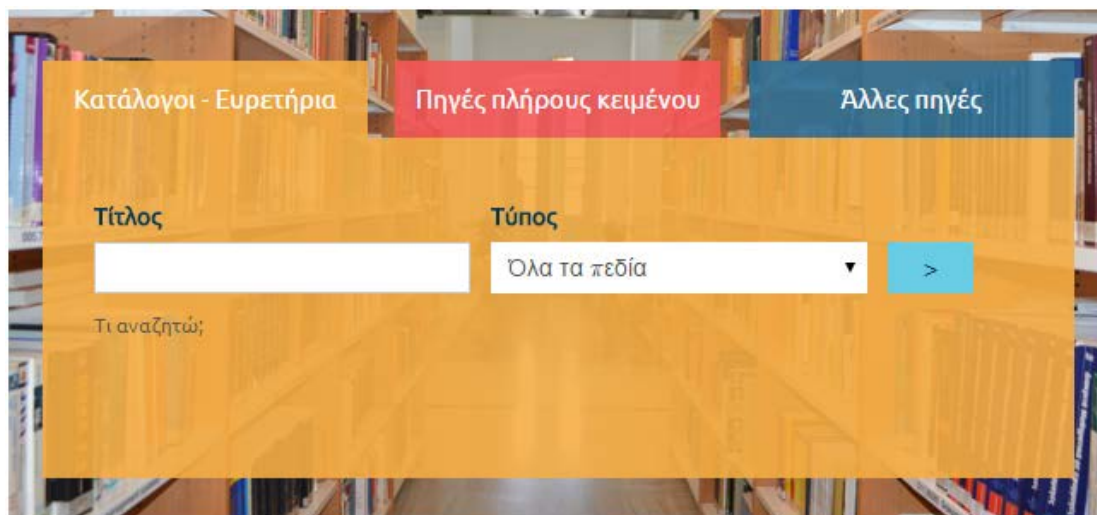 Κατάλογοι - Ευρετήρια
Πηγές πλήρους κειμένου
Άλλες πηγές
Τίτλος
Τύπος
Όλα τα πεδία
>
Τι αναζητώ;